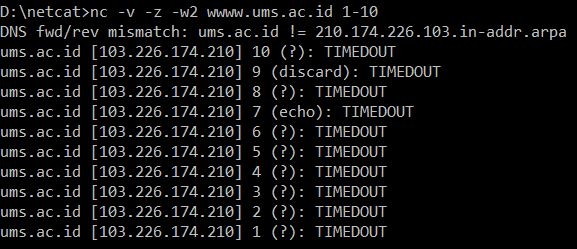 D:\netcat>nc -v -z -w2 wwww.ums.ac.id 1-10
DNS fwd/rev mismatch: ums.ac.id != 210.174.226.103.in-addr.arpa
ums.ac.id [103.226.174.210] 10 (?): TIMEDOUT
ums.ac.id [103.226.174.210] 9 (discard): TIMEDOUT
ums.ac.id [103.226.174.210] 8 (?): TIMEDOUT
ums.ac.id [103.226.174.210] 7 (echo): TIMEDOUT
ums.ac.id [103.226.174.210] 6 (?): TIMEDOUT
ums.ac.id [103.226.174.210] 5 (?): TIMEDOUT
ums.ac.id [103.226.174.210] 4 (?): TIMEDOUT
ums.ac.id [103.226.174.210] 3 (?): TIMEDOUT
ums.ac.id [103.226.174.210] 2 (?): TIMEDOUT
ums.ac.id [103.226.174.210] 1 (?): TIMEDOUT